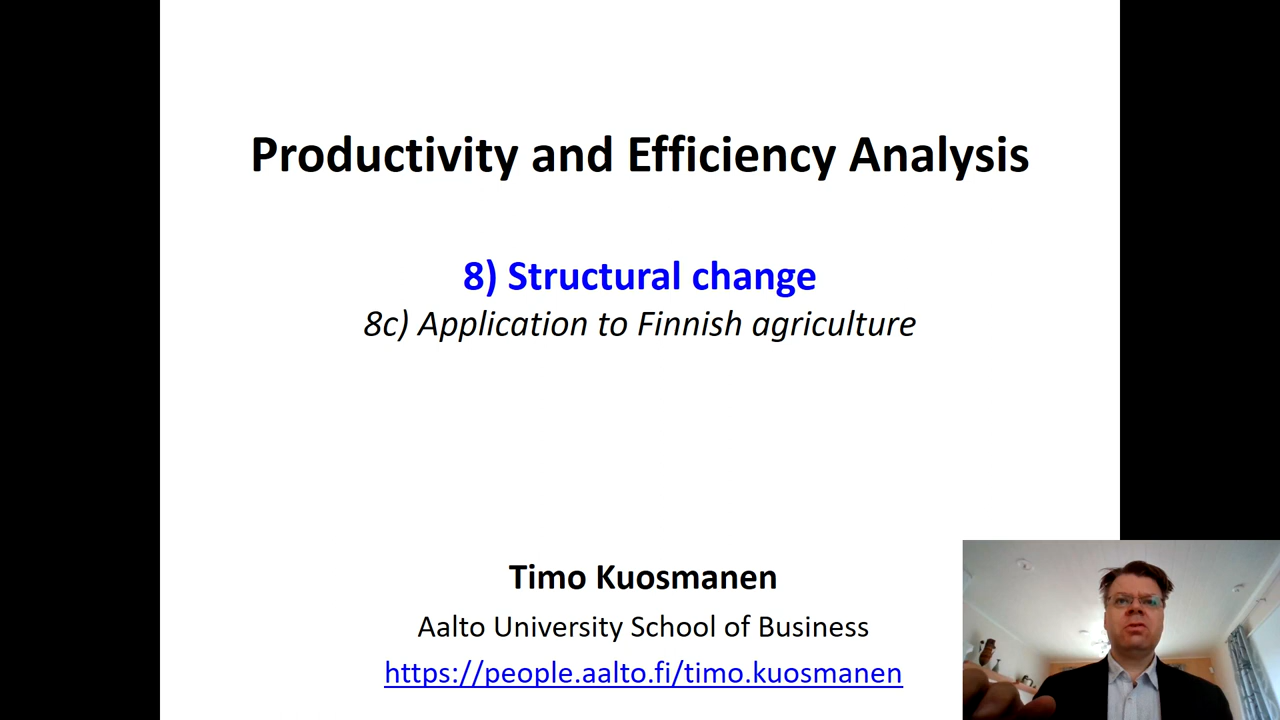 Productivity and Efficiency Analysis
8) Structural change
8c) Application to Finnish agriculture
Timo Kuosmanen
Aalto University School of Business
https://people.aalto.fi/timo.kuosmanen